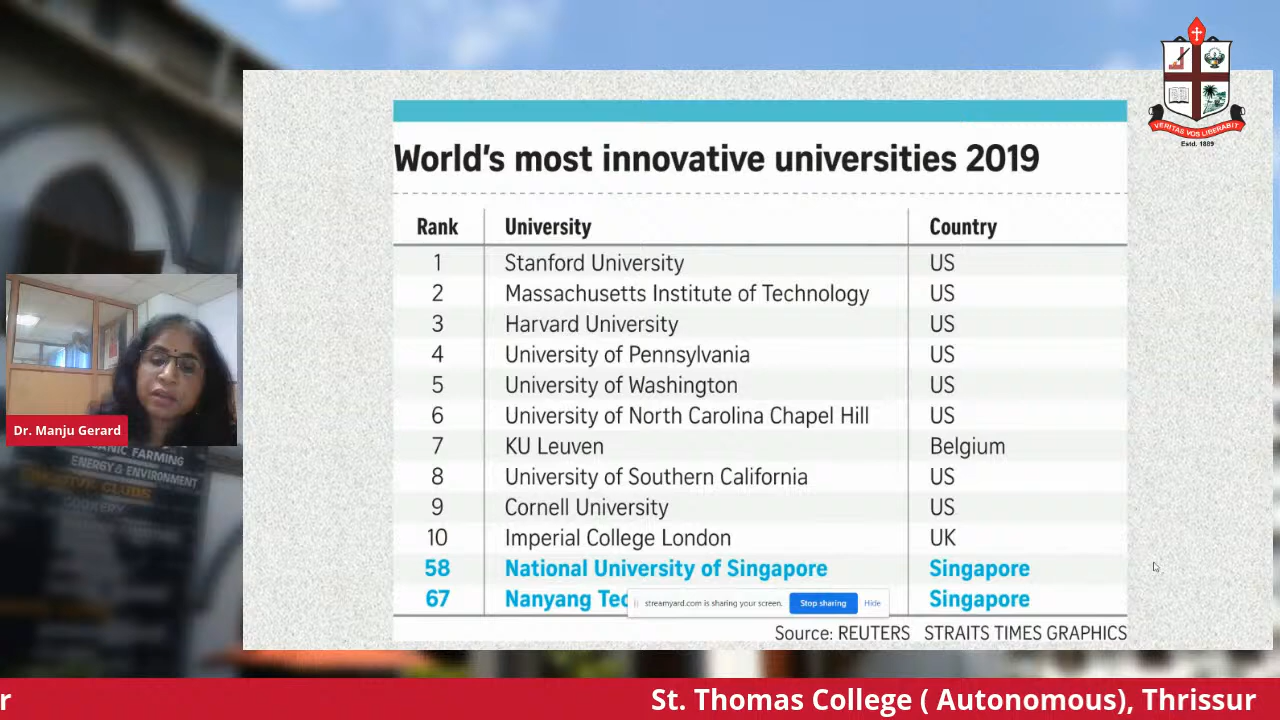 World's most innovative universities 2019
Rank University Country
1 Stanford University US
2 Massachusetts Institute of Technology US
3 Harvard University US
4 University of Pennsylvania US
5 University of Washington US
6 University of North Carolina Chapel Hill US
7 KU Leuven Belgium
8 University of Southern California US
9 Cornell University US
10 Imperial College London UK
58 National University of Singapore Singapore
67 Nanyang Singapore
streamyard.com is sharing your screen. Stop sharing Hide
Source: REUTERS STRAITS TIMES GRAPHICS
VERITAS VOS LIBERABIT
Estd. 1889
Dr. Manju Gerard
FARMING
ENERGY & ENVIRONMENT
CLUBS
r St. Thomas College ( Autonomous), Thrissur